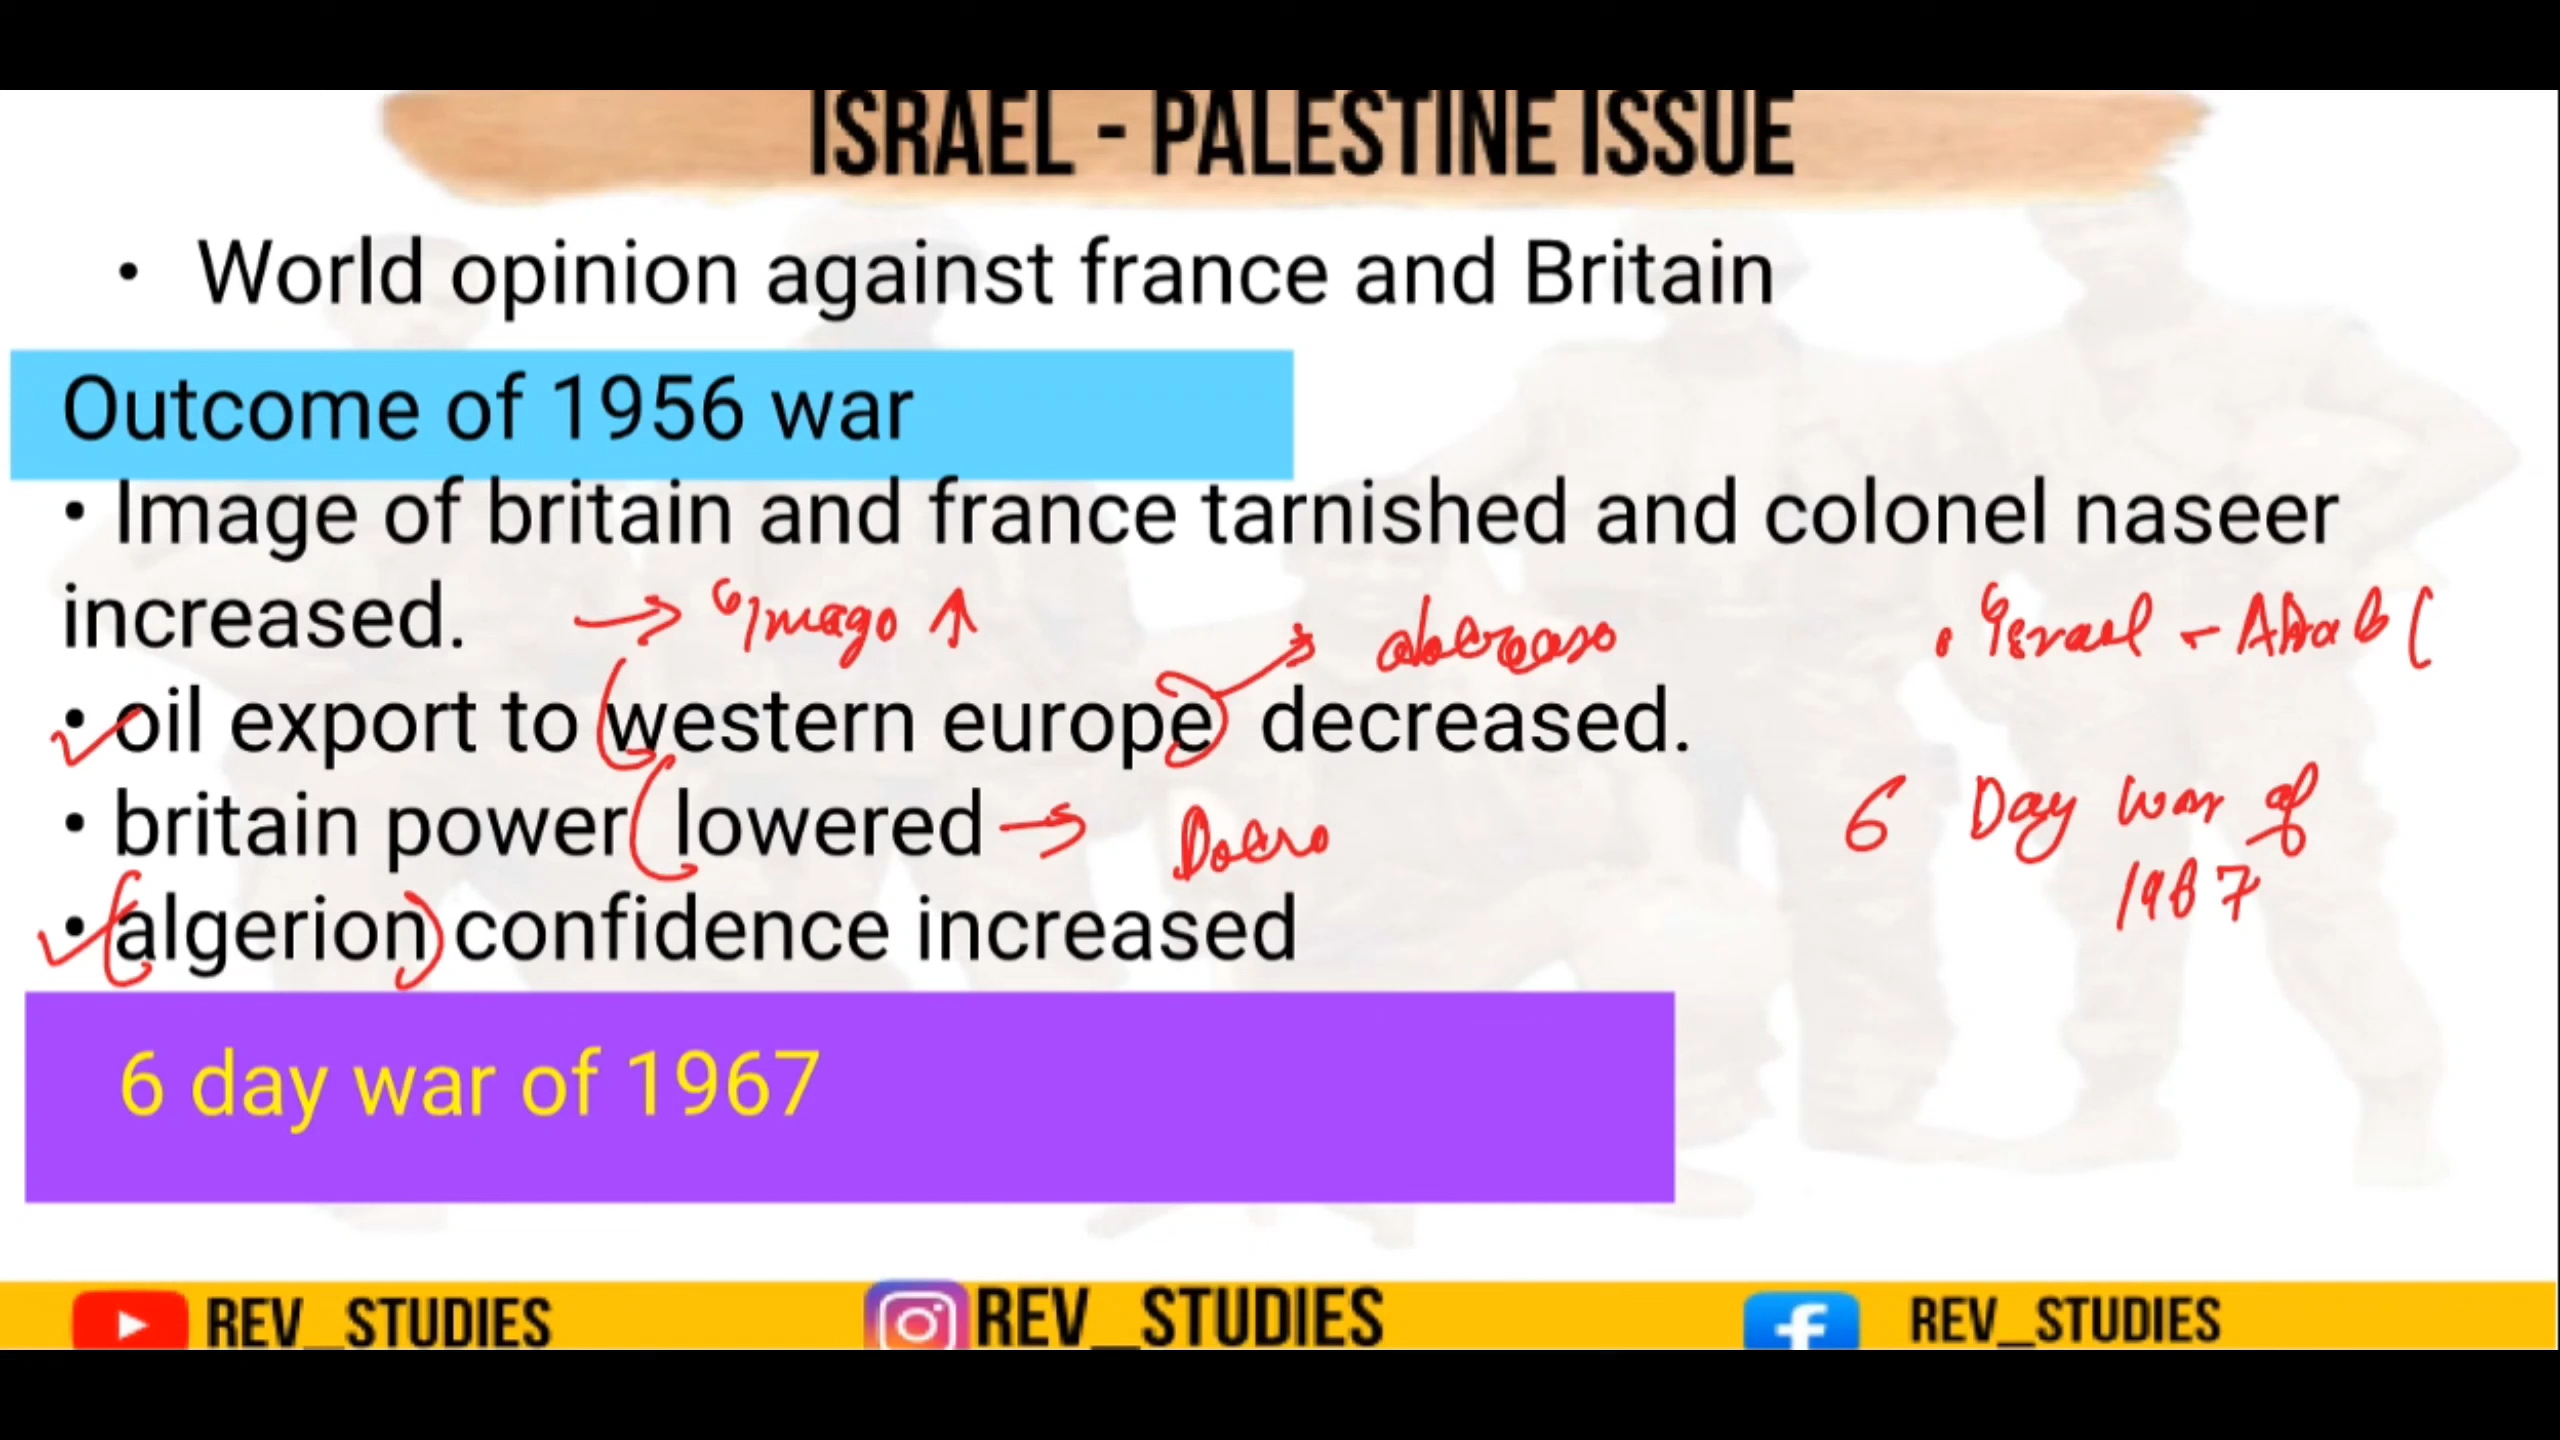 ISRAEL - PALESTINE ISSUE
• World opinion against france and Britain
Outcome of 1956 war
• Image of britain and france tarnished and colonel naseer
increased. → Image ↑
• Israel - Arab (
• oil export to western europe decreased.
• britain power lowered →
6 Day war of
1967
• algerion confidence increased
6 day war of 1967
REV_STUDIES REV_STUDIES REV_STUDIES